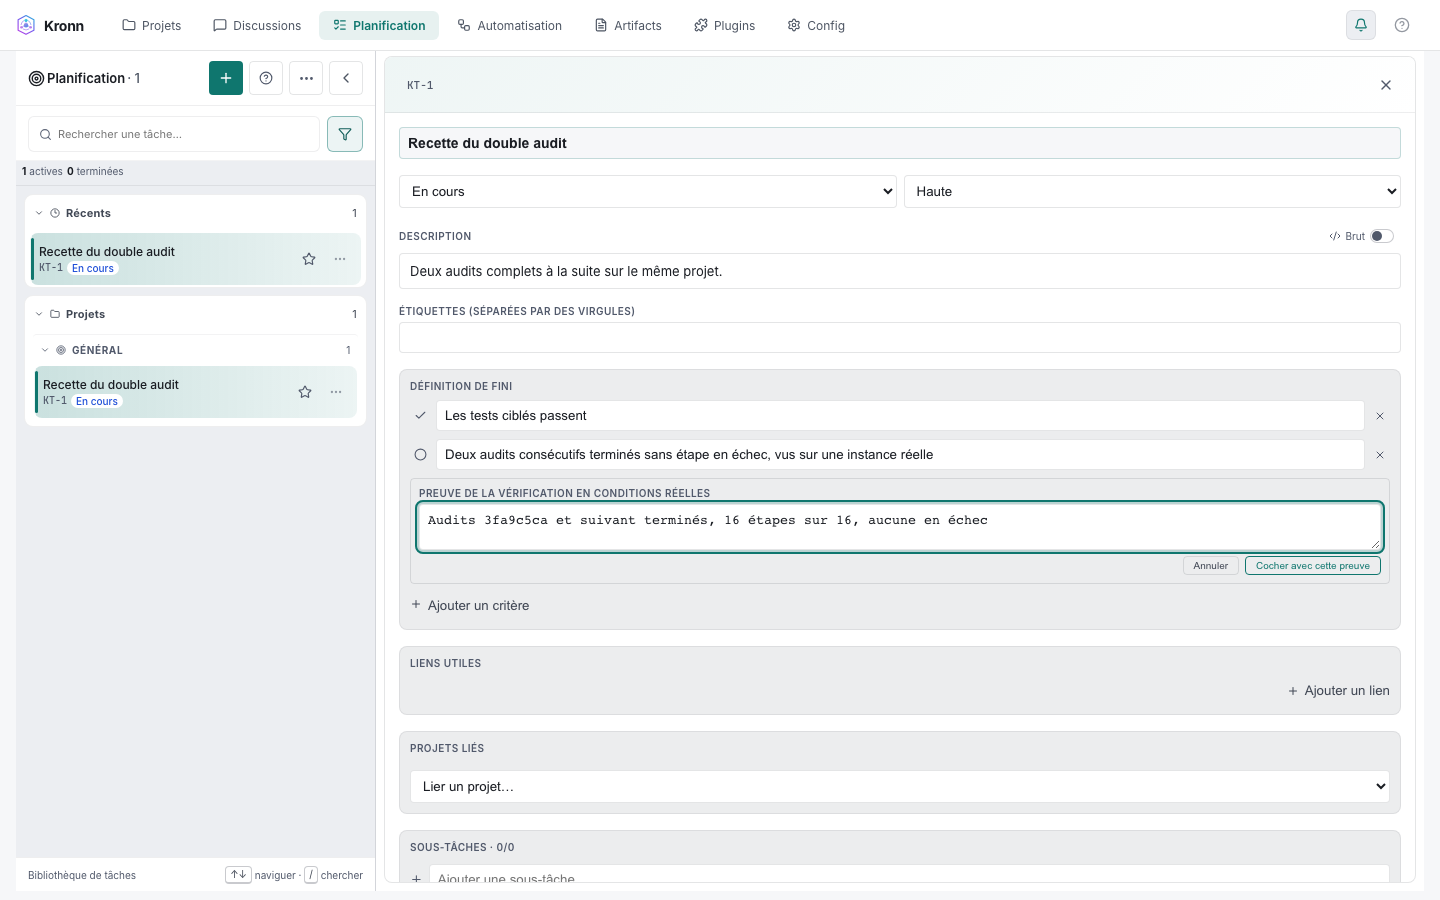 Kronn
Projets
Discussions
Planification
Automatisation
Artifacts
Plugins
Config
Planification · 1
Rechercher une tâche...
1 actives 0 terminées
Récents 1
Recette du double audit
KT-1 En cours
Projets 1
GÉNÉRAL 1
Recette du double audit
KT-1 En cours
Bibliothèque de tâches
↑↓ naviguer · / chercher
KT-1
Recette du double audit
En cours
Haute
DESCRIPTION
</> Brut
Deux audits complets à la suite sur le même projet.
ÉTIQUETTES (SÉPARÉES PAR DES VIRGULES)
DÉFINITION DE FINI
Les tests ciblés passent
Deux audits consécutifs terminés sans étape en échec, vus sur une instance réelle
PREUVE DE LA VÉRIFICATION EN CONDITIONS RÉELLES
Audits 3fa9c5ca et suivant terminés, 16 étapes sur 16, aucune en échec
Annuler
Cocher avec cette preuve
+ Ajouter un critère
LIENS UTILES
+ Ajouter un lien
PROJETS LIÉS
Lier un projet...
SOUS-TÂCHES · 0/0
+ Ajouter une sous-tâche